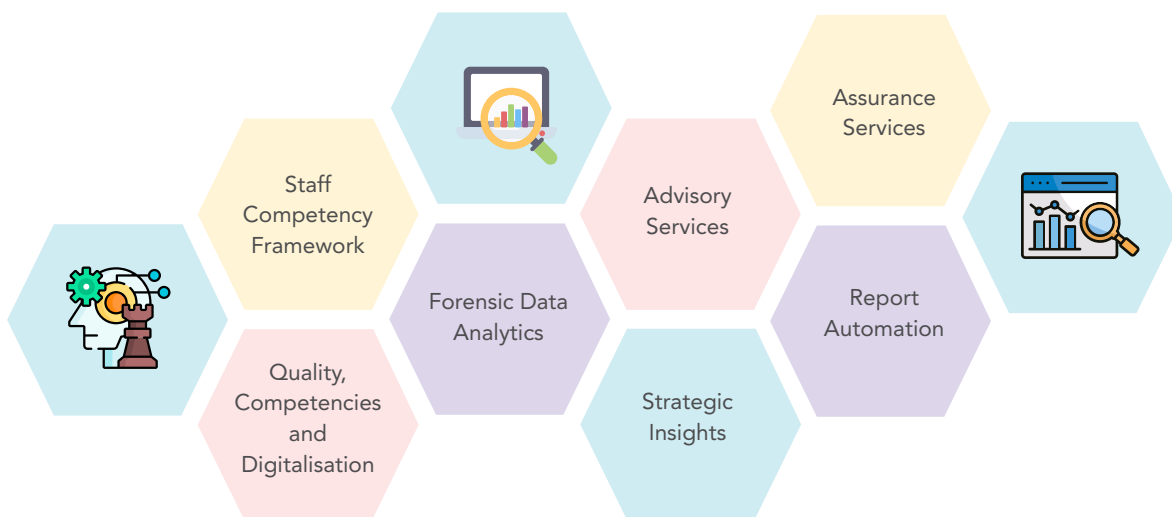 Staff
Competency
Framework
Quality,
Competencies
and
Digitalisation
Forensic Data
Analytics
Advisory
Services
Strategic
Insights
Assurance
Services
Report
Automation